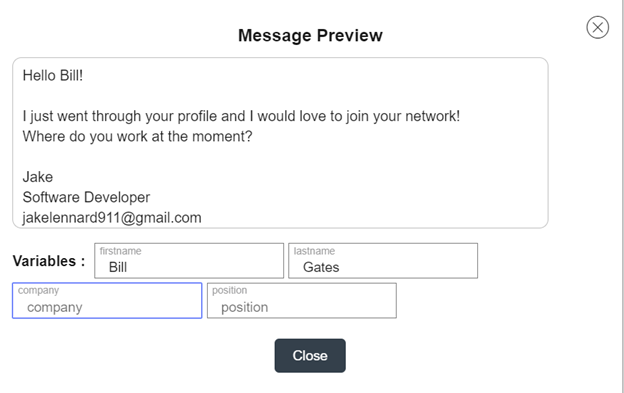 Message Preview
Hello Bill!
I just went through your profile and I would love to join your network!
Where do you work at the moment?
Jake
Software Developer
jakelennard911@gmail.com
Variables :
firstname
Bill
lastname
Gates
company
company
position
position
Close